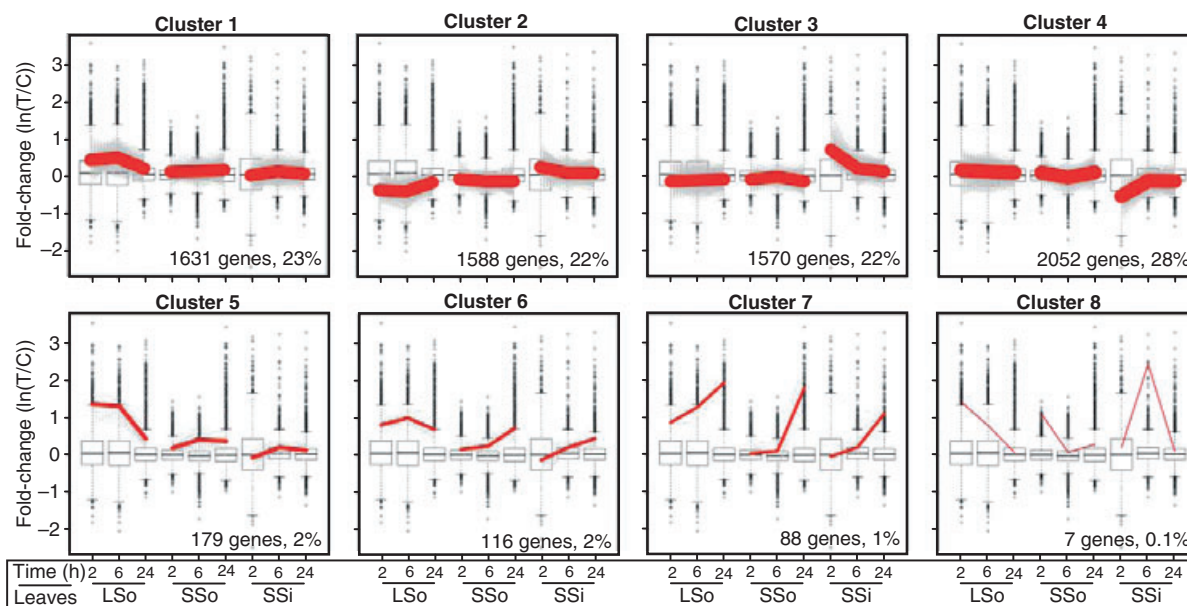 Cluster 1 Cluster 2 Cluster 3 Cluster 4
Fold-change (ln(T/C))
3
2
1
0
−1
−2
1631 genes, 23% 1588 genes, 22% 1570 genes, 22% 2052 genes, 28%
Cluster 5 Cluster 6 Cluster 7 Cluster 8
Fold-change (ln(T/C))
3
2
1
0
−1
−2
179 genes, 2% 116 genes, 2% 88 genes, 1% 7 genes, 0.1%
Time (h) 2 6 24 2 6 24 2 6 24 2 6 24 2 6 24 2 6 24 2 6 24 2 6 24 2 6 24 2 6 24 2 6 24 2 6 24
Leaves LSo SSo SSi LSo SSo SSi LSo SSo SSi LSo SSo SSi